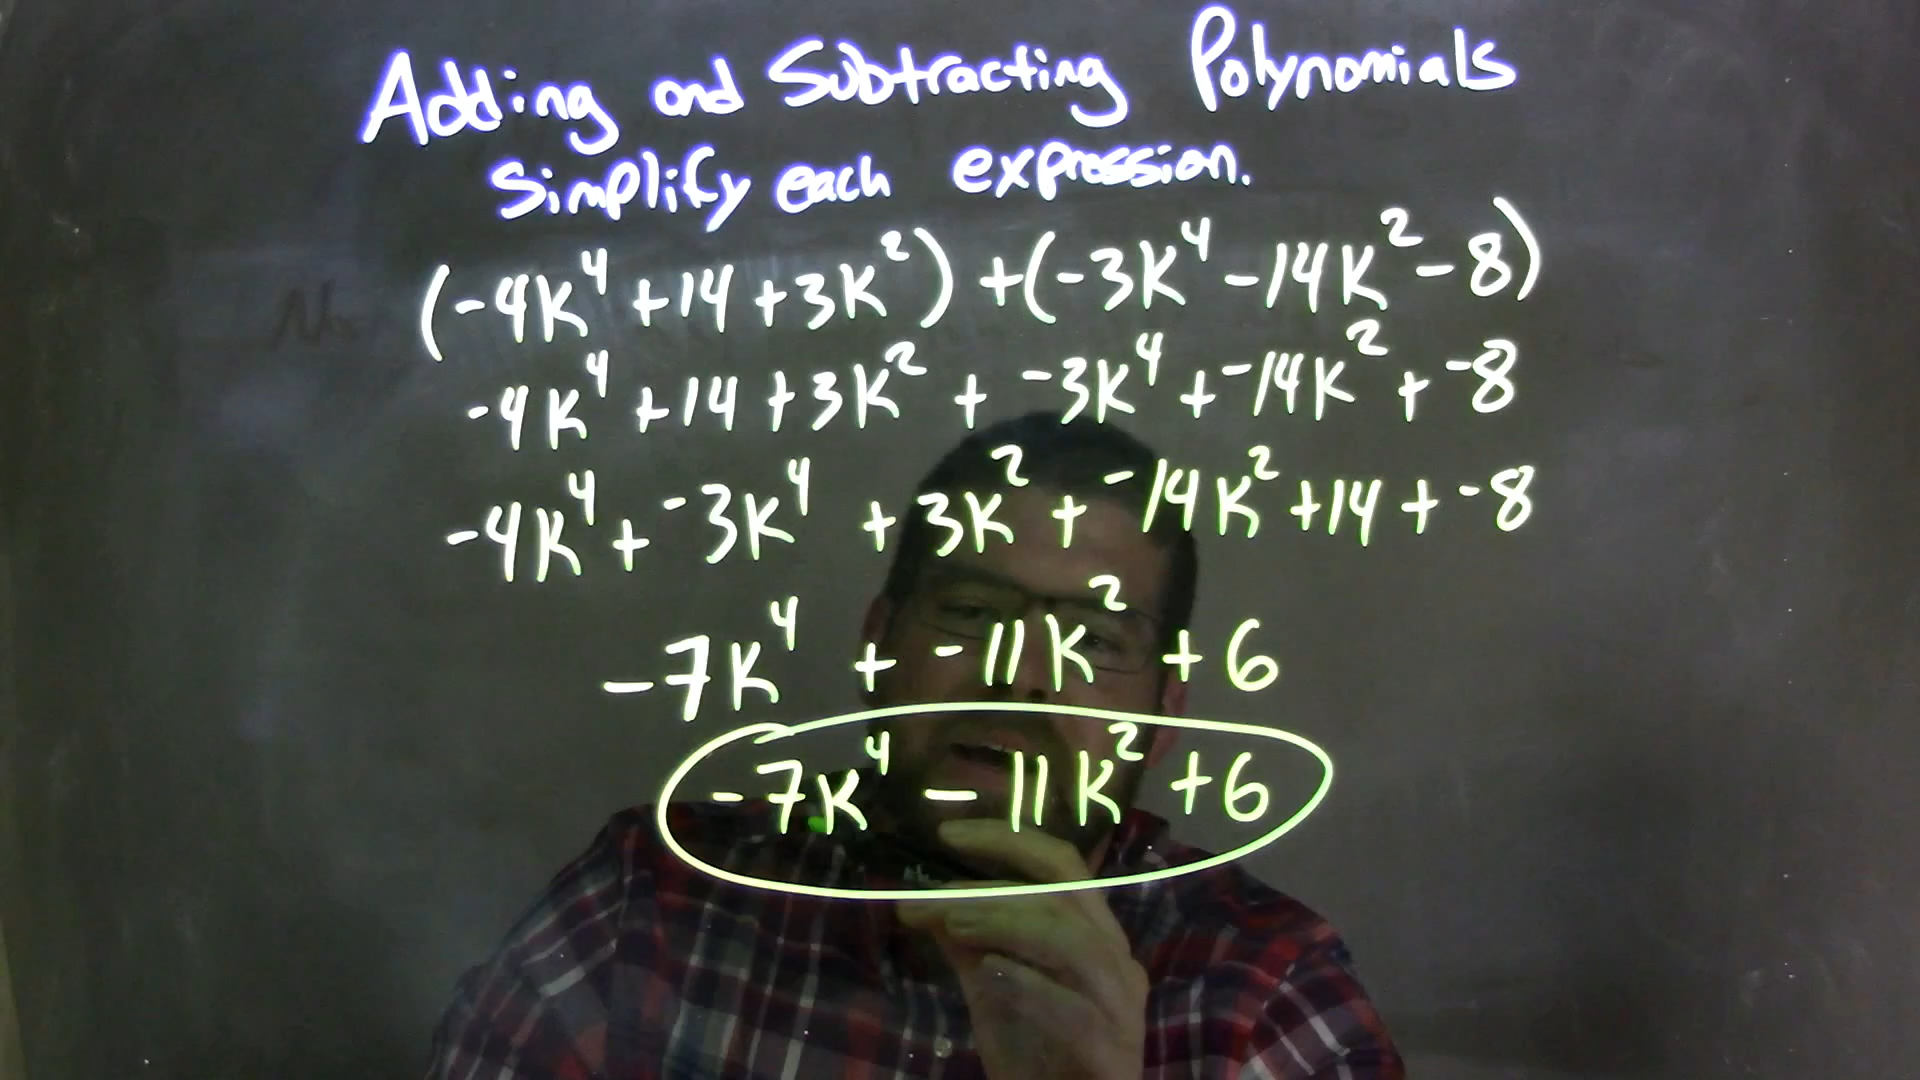 Adding and Subtracting Polynomials
Simplify each expression.
(-4K⁴ +14 +3K²) +(-3K⁴ -14K² -8)
-4K⁴ +14 +3K² + -3K⁴ + -14K² + -8
-4K⁴ + -3K⁴ +3K² + -14K² +14 + -8
-7K⁴ + -11K² +6
-7K⁴ - 11K² +6